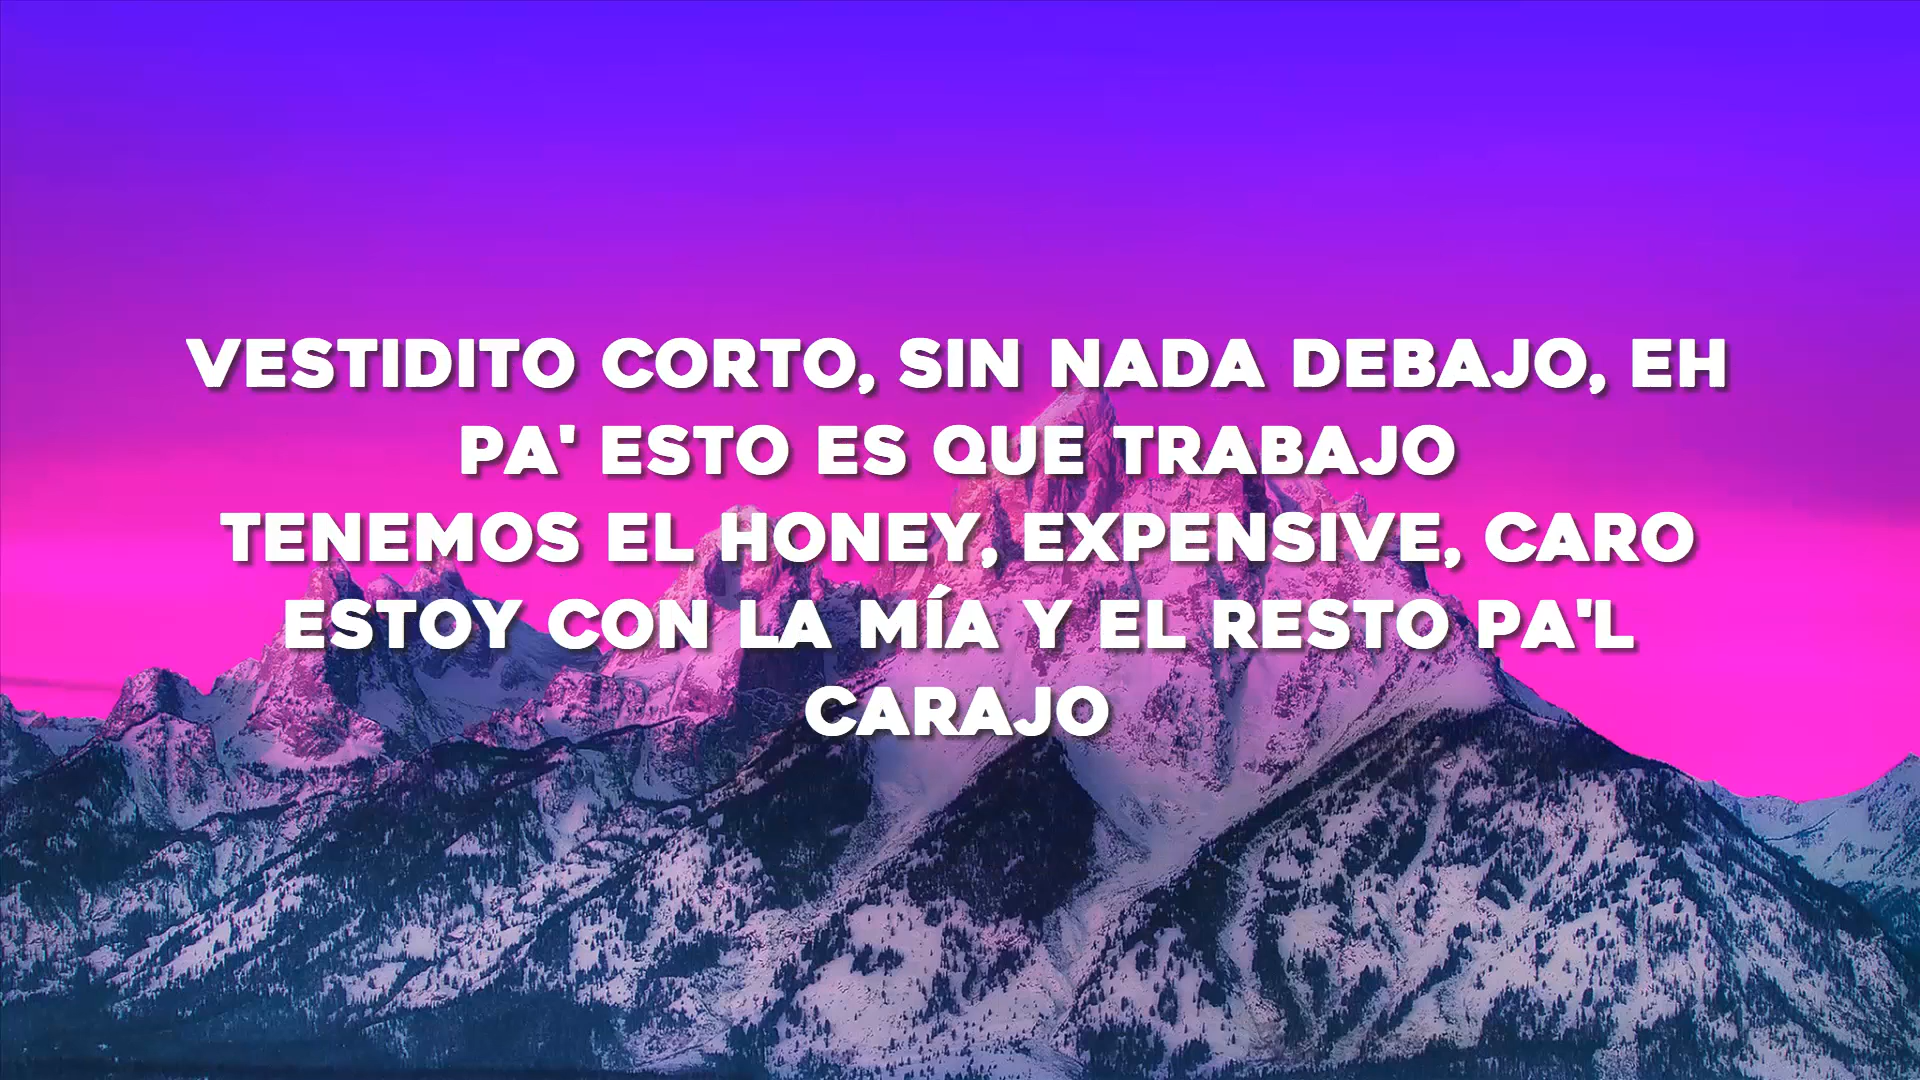 VESTIDITO CORTO, SIN NADA DEBAJO, EH
PA' ESTO ES QUE TRABAJO
TENEMOS EL HONEY, EXPENSIVE, CARO
ESTOY CON LA MÍA Y EL RESTO PA'L
CARAJO